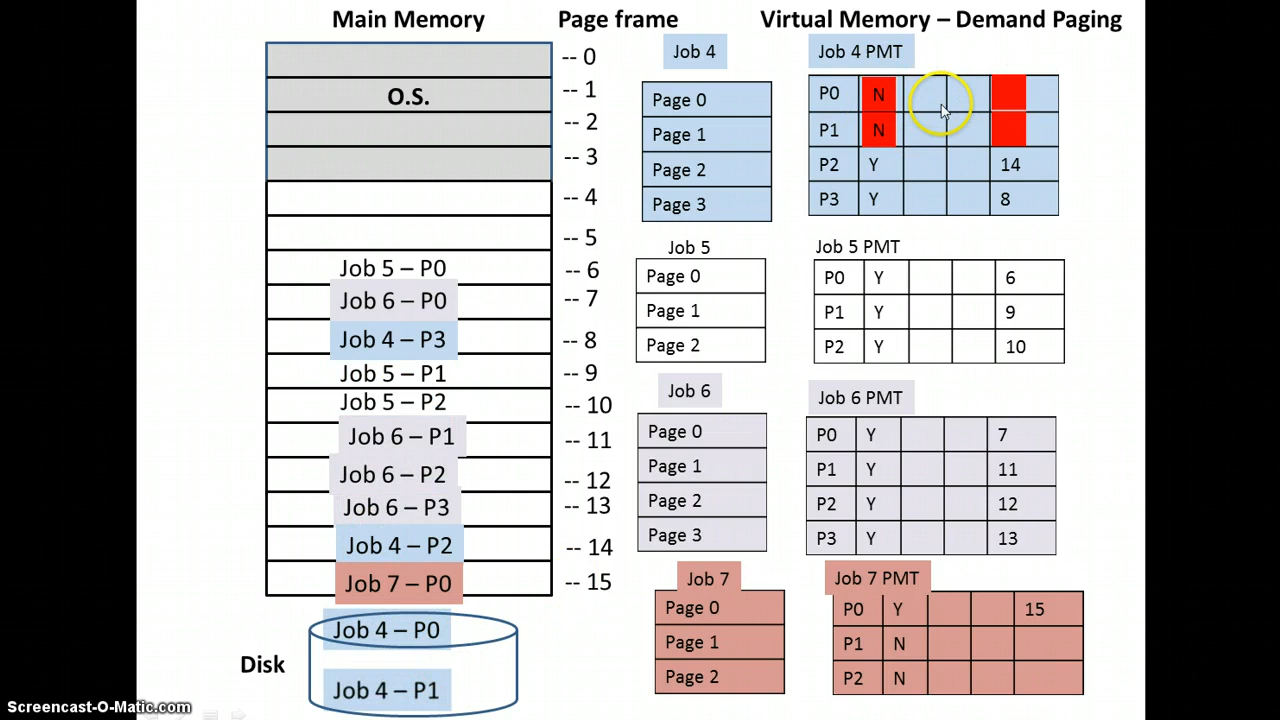 Main Memory
Page frame
Virtual Memory – Demand Paging
O.S.
-- 0
-- 1
-- 2
-- 3
-- 4
-- 5
Job 5 – P0
-- 6
Job 6 – P0
-- 7
Job 4 – P3
-- 8
Job 5 – P1
-- 9
Job 5 – P2
-- 10
Job 6 – P1
-- 11
Job 6 – P2
-- 12
Job 6 – P3
-- 13
Job 4 – P2
-- 14
Job 7 – P0
-- 15
Disk
Job 4 – P0
Job 4 – P1
Job 4
Page 0
Page 1
Page 2
Page 3
Job 4 PMT
P0 N
P1 N
P2 Y 14
P3 Y 8
Job 5
Page 0
Page 1
Page 2
Job 5 PMT
P0 Y 6
P1 Y 9
P2 Y 10
Job 6
Page 0
Page 1
Page 2
Page 3
Job 6 PMT
P0 Y 7
P1 Y 11
P2 Y 12
P3 Y 13
Job 7
Page 0
Page 1
Page 2
Job 7 PMT
P0 Y 15
P1 N
P2 N
Screencast-O-Matic.com